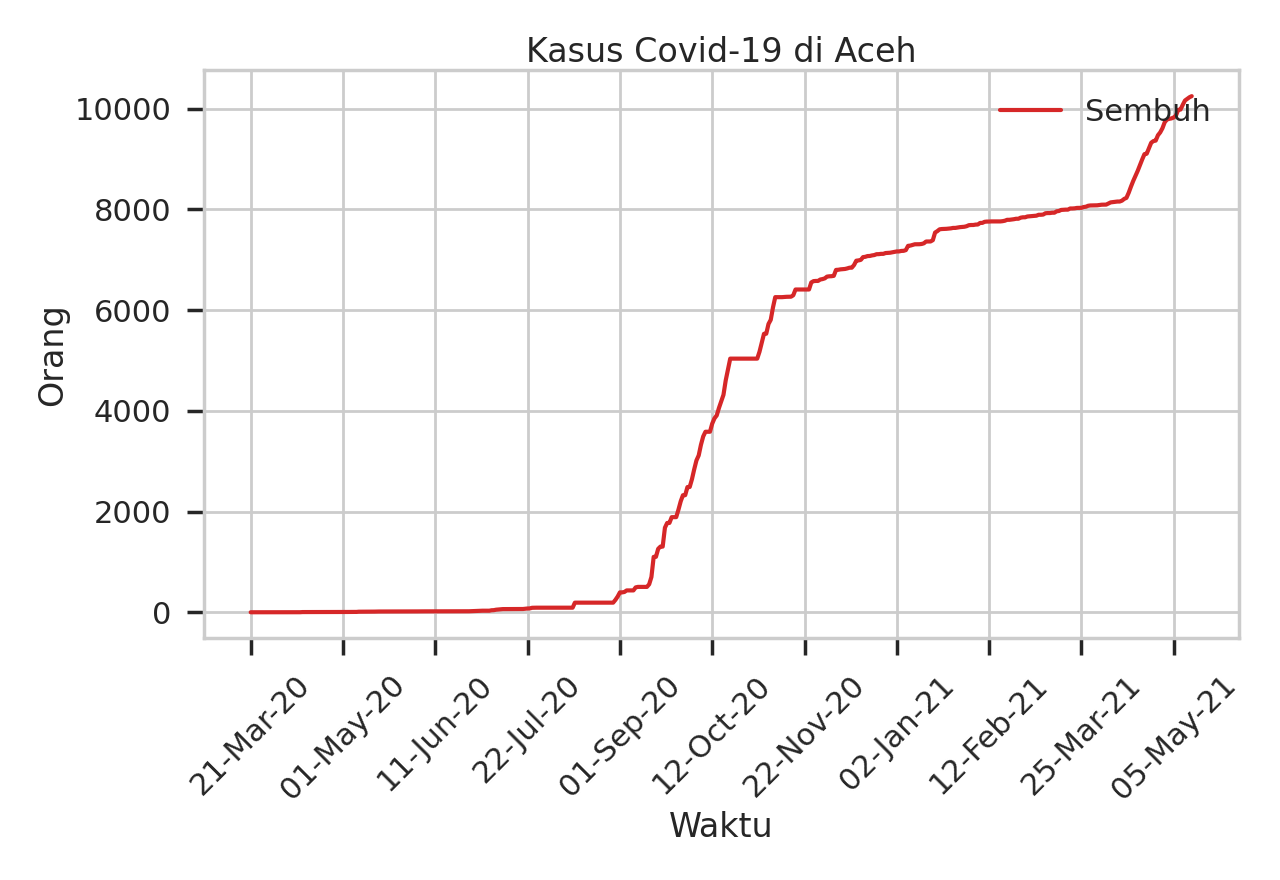 Kasus Covid-19 di Aceh
Sembuh
10000
8000
6000
4000
2000
0
Orang
21-Mar-20
01-May-20
11-Jun-20
22-Jul-20
01-Sep-20
12-Oct-20
22-Nov-20
02-Jan-21
12-Feb-21
25-Mar-21
05-May-21
Waktu